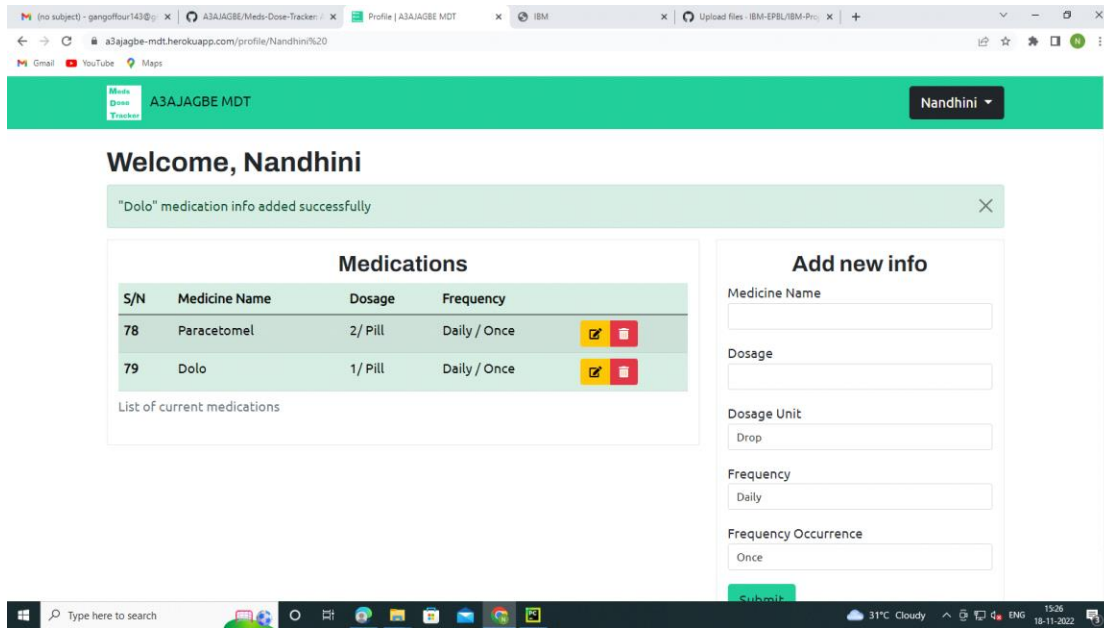 (no subject) - gangoffour143@g
A3AJAGBE/Meds-Dose-Tracker: A
Profile | A3AJAGBE MDT
IBM
Upload files · IBM-EPBL/IBM-Proj
a3ajagbe-mdt.herokuapp.com/profile/Nandhini%20
N
Gmail
YouTube
Maps
Meds
Dose
Tracker
A3AJAGBE MDT
Nandhini
Welcome, Nandhini
"Dolo" medication info added successfully
Medications
S/N Medicine Name Dosage Frequency
78 Paracetomel 2/ Pill Daily / Once
79 Dolo 1/ Pill Daily / Once
List of current medications
Add new info
Medicine Name
Dosage
Dosage Unit
Drop
Frequency
Daily
Frequency Occurrence
Once
Submit
Type here to search
PC
31°C Cloudy
ENG
15:26
18-11-2022